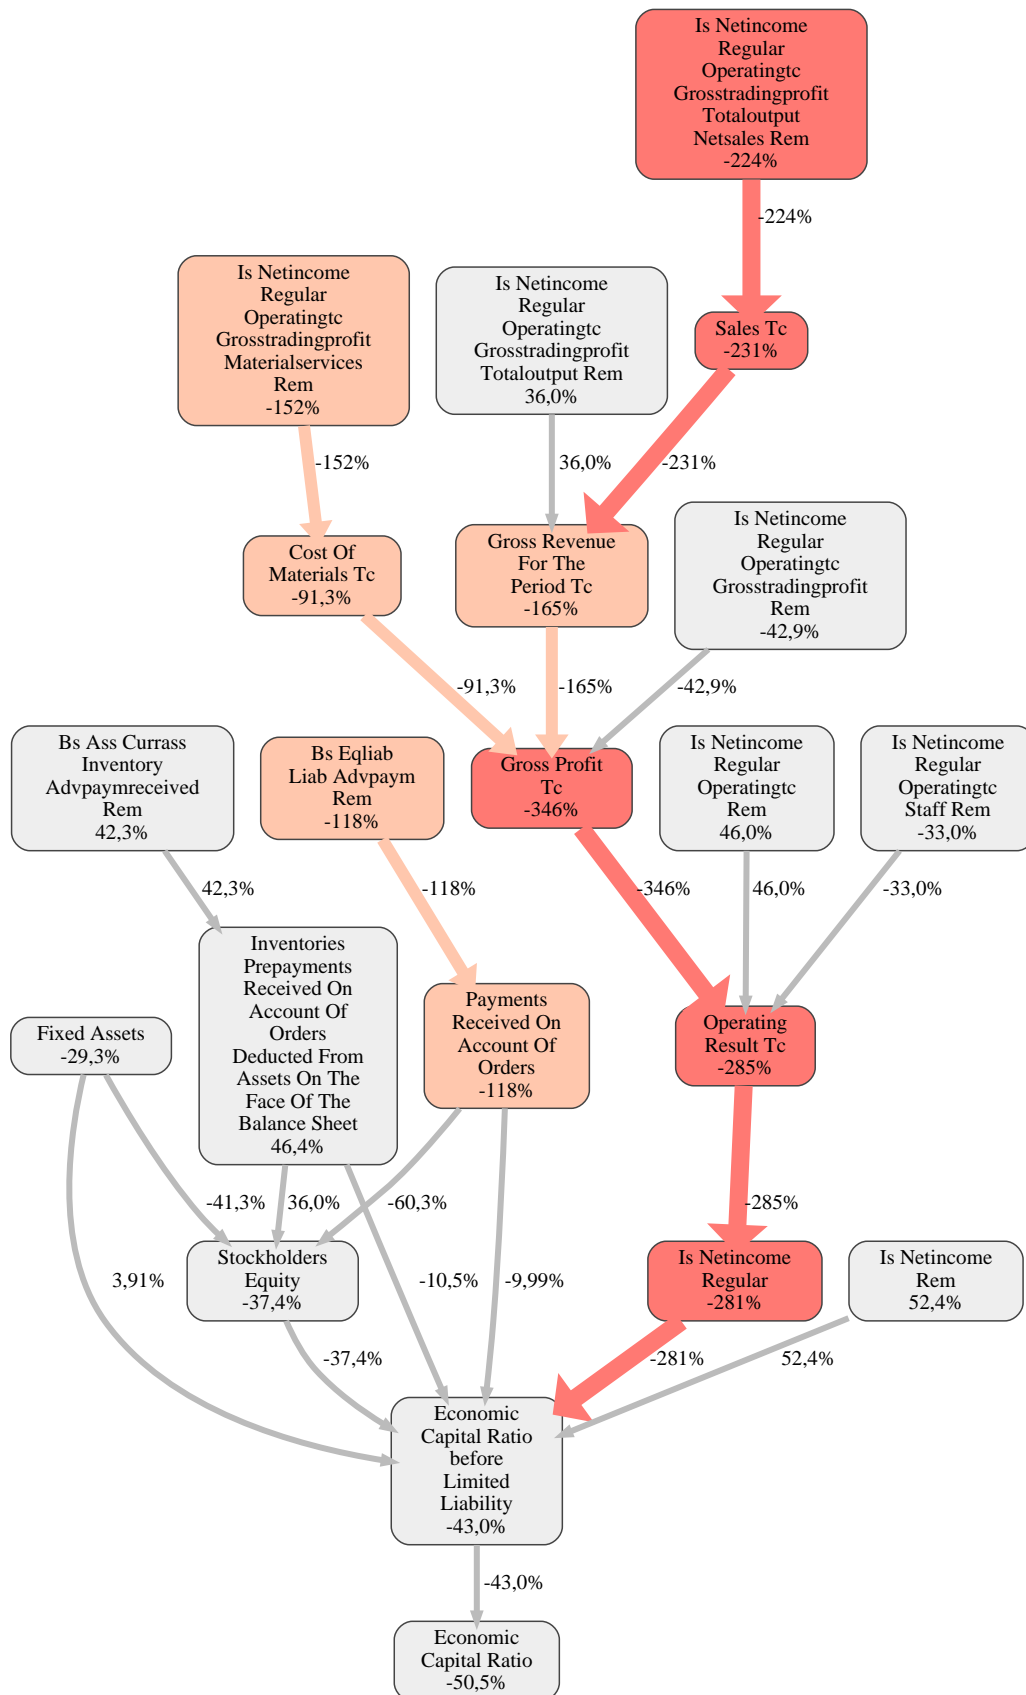 Is Netincome
Regular
Operatingtc
Grosstradingprofit
Totaloutput
Netsales Rem
-224%
-224%
Is Netincome
Regular
Operatingtc
Grosstradingprofit
Materialservices
Rem
-152%
Is Netincome
Regular
Operatingtc
Grosstradingprofit
Totaloutput Rem
36,0%
Sales Tc
-231%
-152%
36,0%
-231%
Cost Of
Materials Tc
-91,3%
Gross Revenue
For The
Period Tc
-165%
Is Netincome
Regular
Operatingtc
Grosstradingprofit
Rem
-42,9%
-91,3%
-165%
-42,9%
Bs Ass Currass
Inventory
Advpaymreceived
Rem
42,3%
Bs Eqliab
Liab Advpaym
Rem
-118%
Gross Profit
Tc
-346%
Is Netincome
Regular
Operatingtc
Rem
46,0%
Is Netincome
Regular
Operatingtc
Staff Rem
-33,0%
42,3%
-118%
-346%
46,0%
-33,0%
Fixed Assets
-29,3%
Inventories
Prepayments
Received On
Account Of
Orders
Deducted From
Assets On The
Face Of The
Balance Sheet
46,4%
Payments
Received On
Account Of
Orders
-118%
Operating
Result Tc
-285%
-41,3%
36,0%
-60,3%
-285%
3,91%
Stockholders
Equity
-37,4%
-10,5%
-9,99%
Is Netincome
Regular
-281%
Is Netincome
Rem
52,4%
-37,4%
-281%
52,4%
Economic
Capital Ratio
before
Limited
Liability
-43,0%
-43,0%
Economic
Capital Ratio
-50,5%